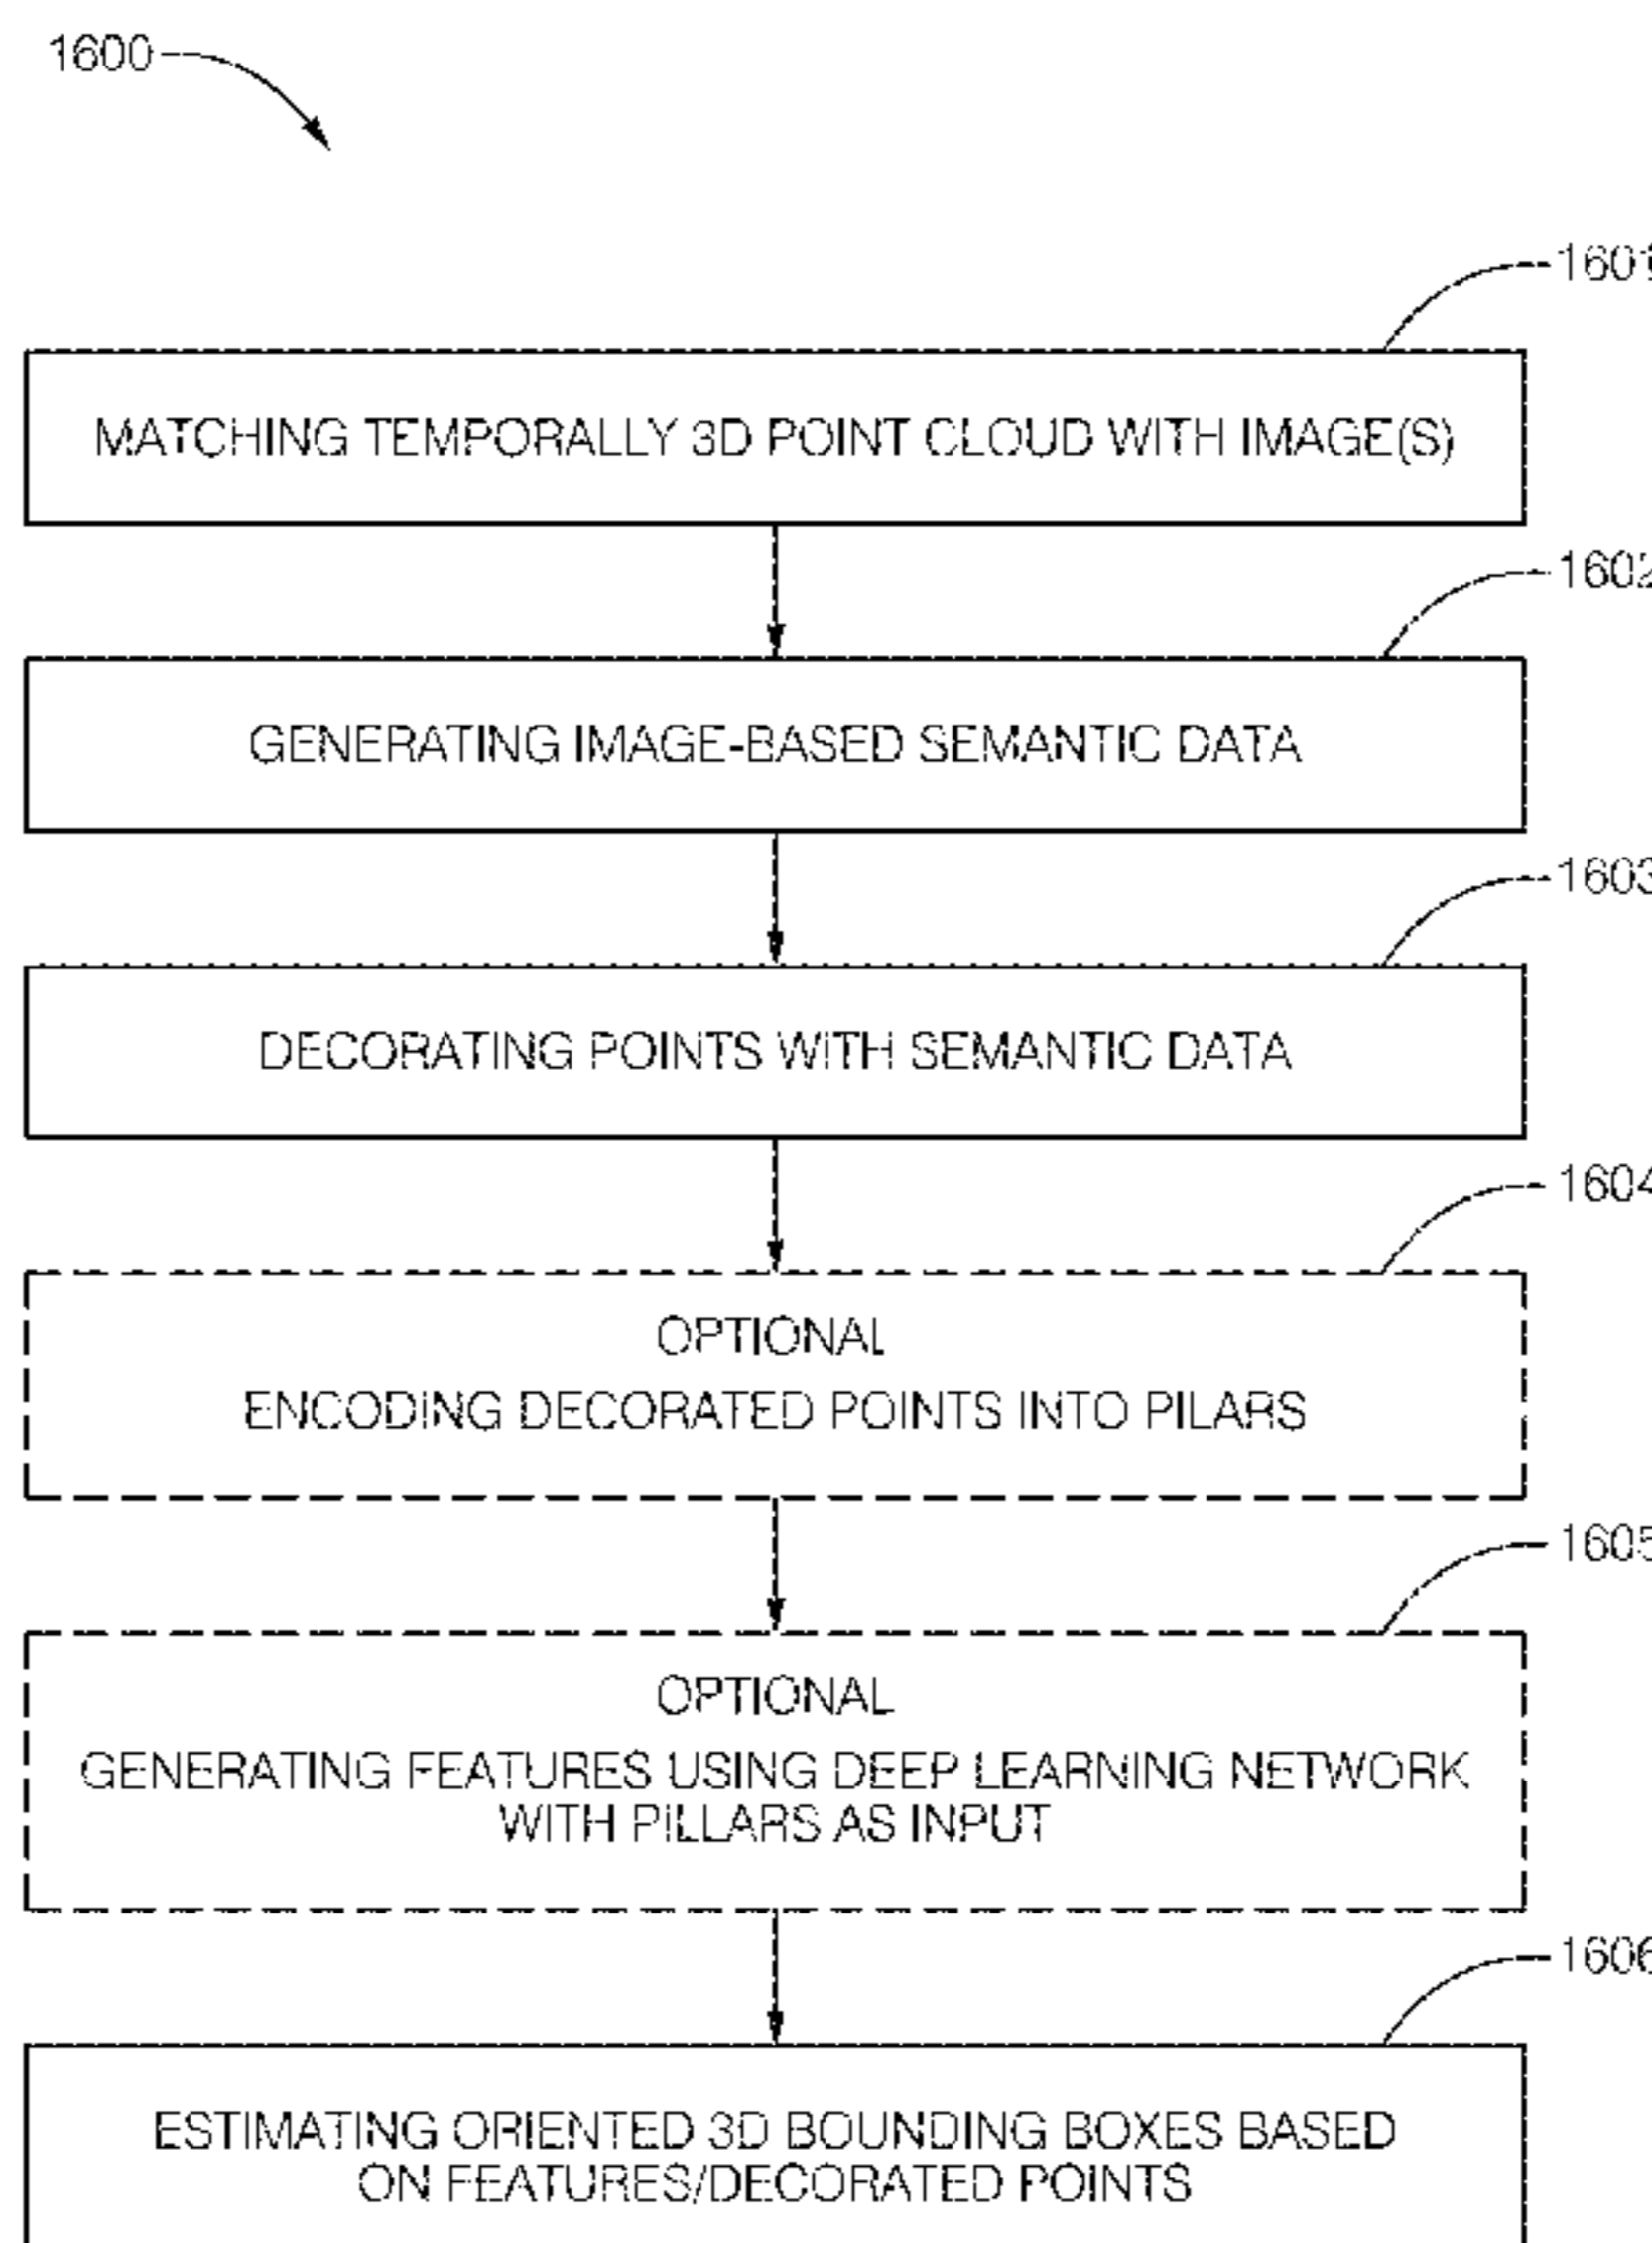 1600
1601
MATCHING TEMPORALLY 3D POINT CLOUD WITH IMAGE(S)
1602
GENERATING IMAGE-BASED SEMANTIC DATA
1603
DECORATING POINTS WITH SEMANTIC DATA
1604
OPTIONAL
ENCODING DECORATED POINTS INTO PILARS
1605
OPTIONAL
GENERATING FEATURES USING DEEP LEARNING NETWORK
WITH PILLARS AS INPUT
1606
ESTIMATING ORIENTED 3D BOUNDING BOXES BASED
ON FEATURES/DECORATED POINTS